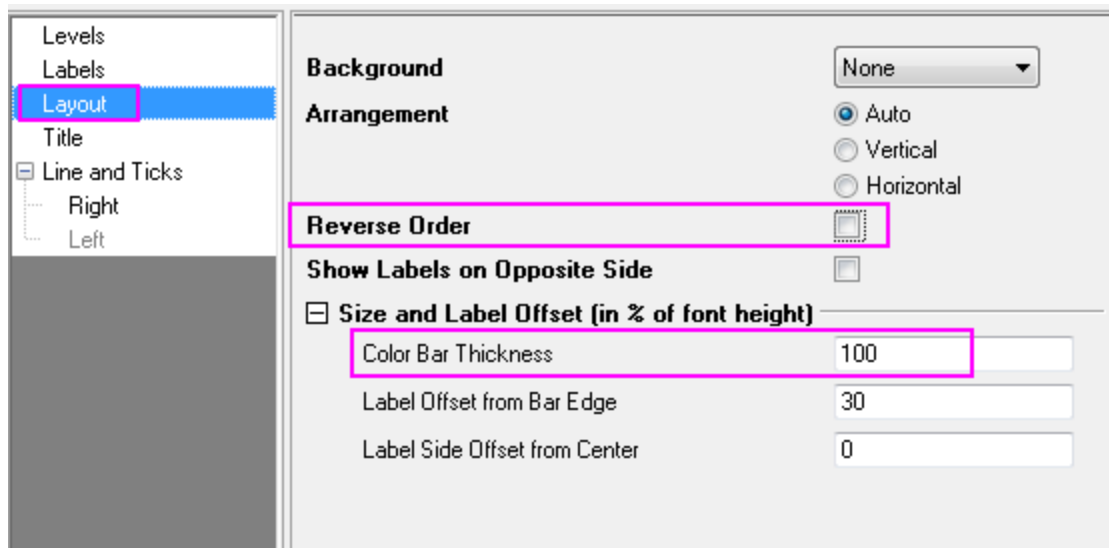 Levels
Labels
Layout
Title
Line and Ticks
Right
Left
Background None
Arrangement Auto
Vertical
Horizontal
Reverse Order
Show Labels on Opposite Side
Size and Label Offset (in % of font height)
Color Bar Thickness 100
Label Offset from Bar Edge 30
Label Side Offset from Center 0